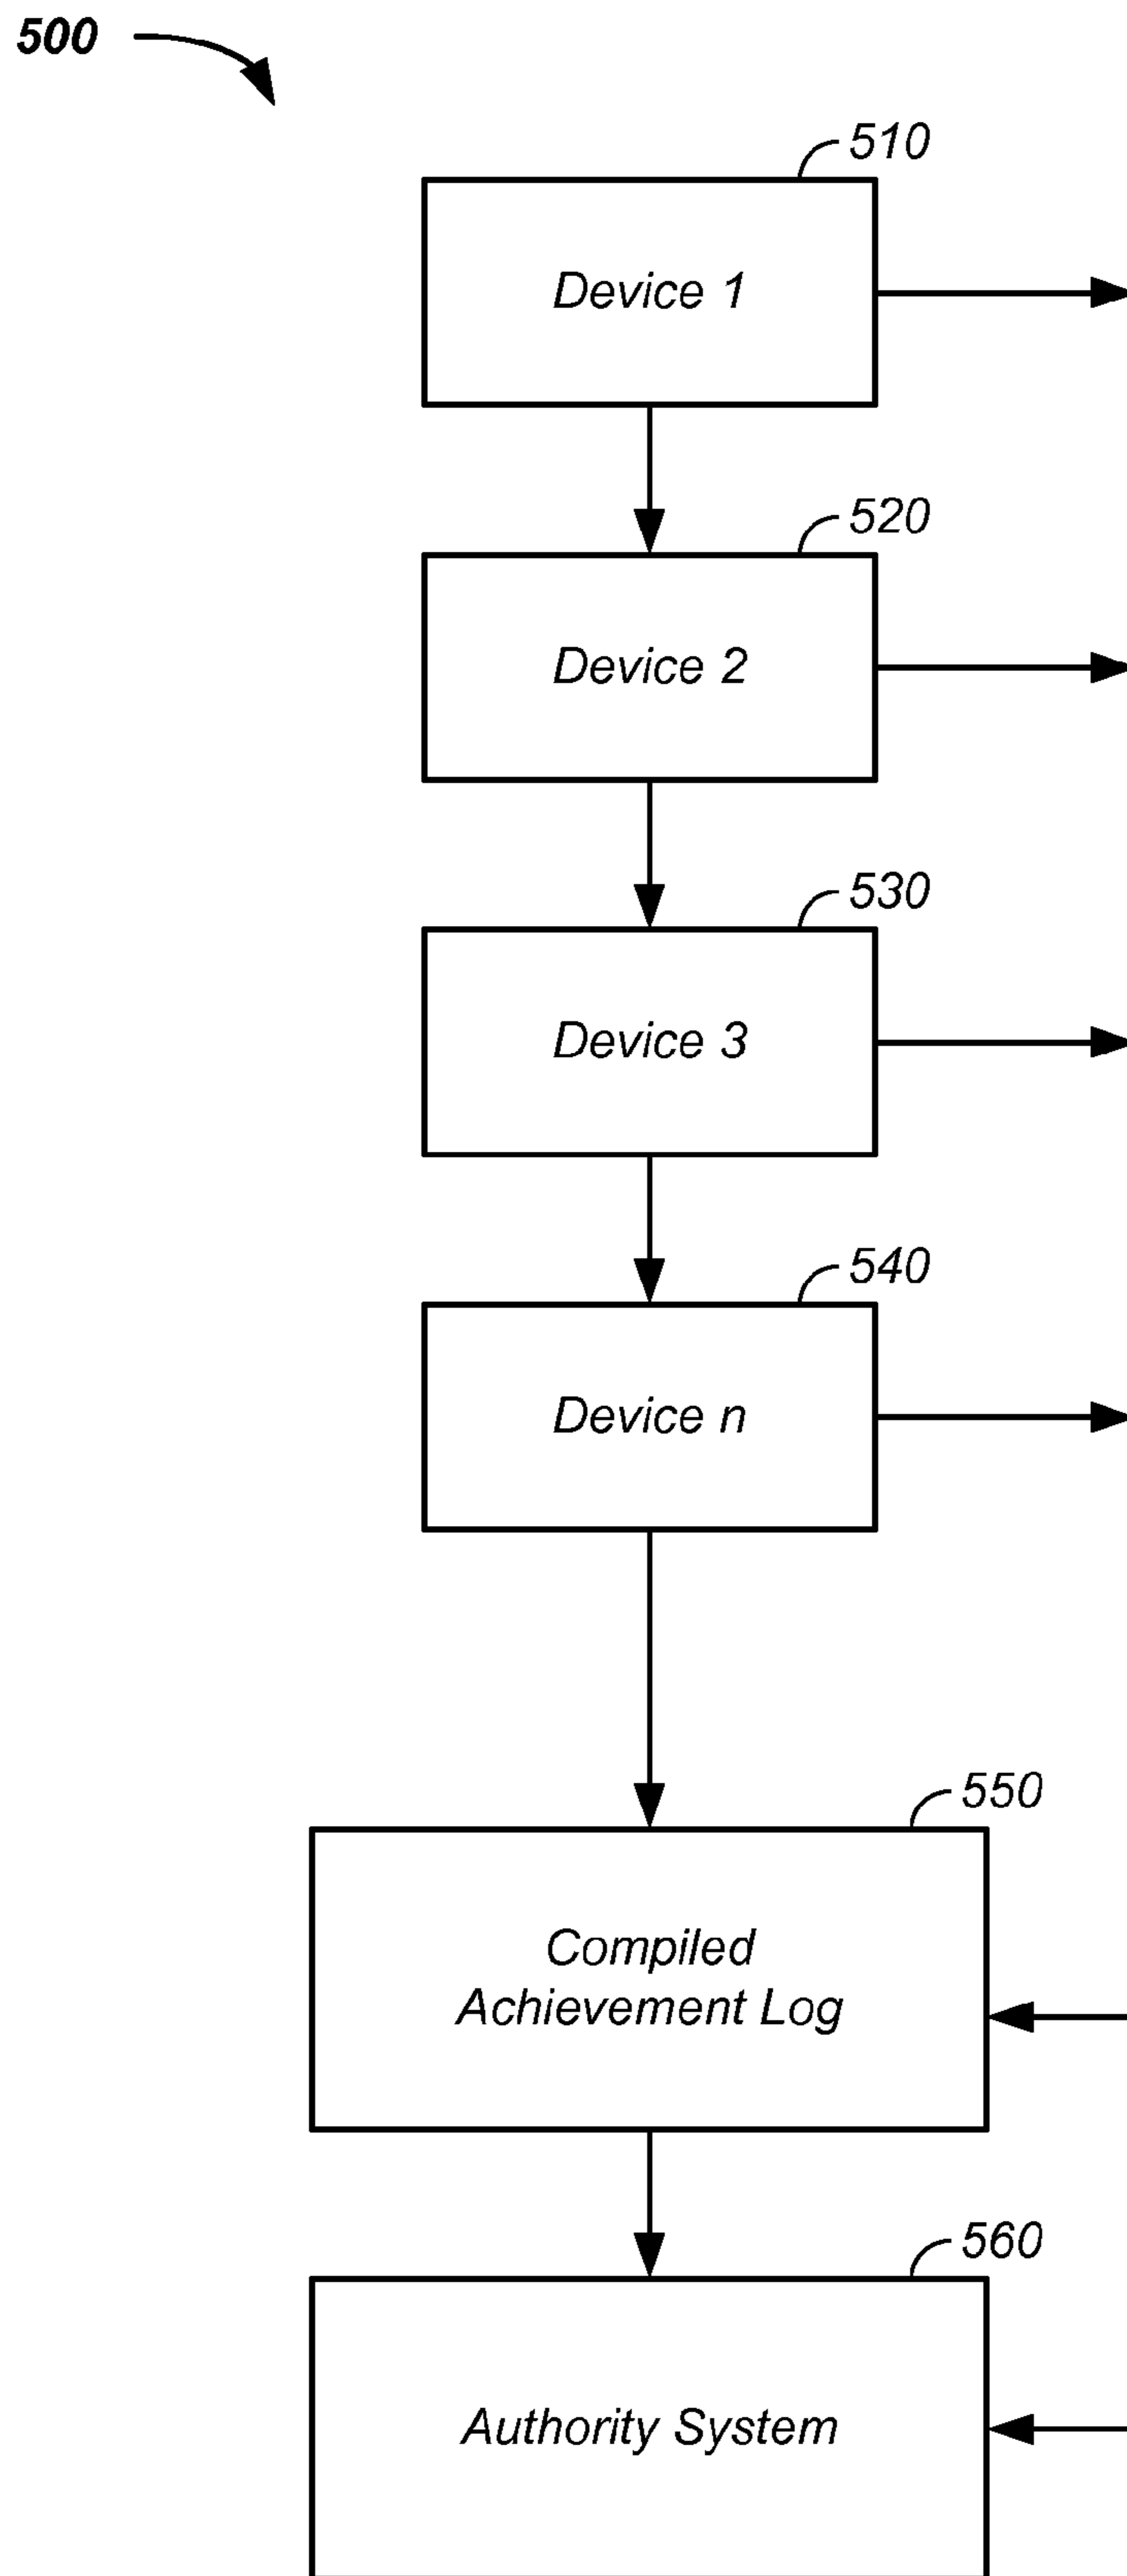 500
510
Device 1
520
Device 2
530
Device 3
540
Device n
550
Compiled
Achievement Log
560
Authority System